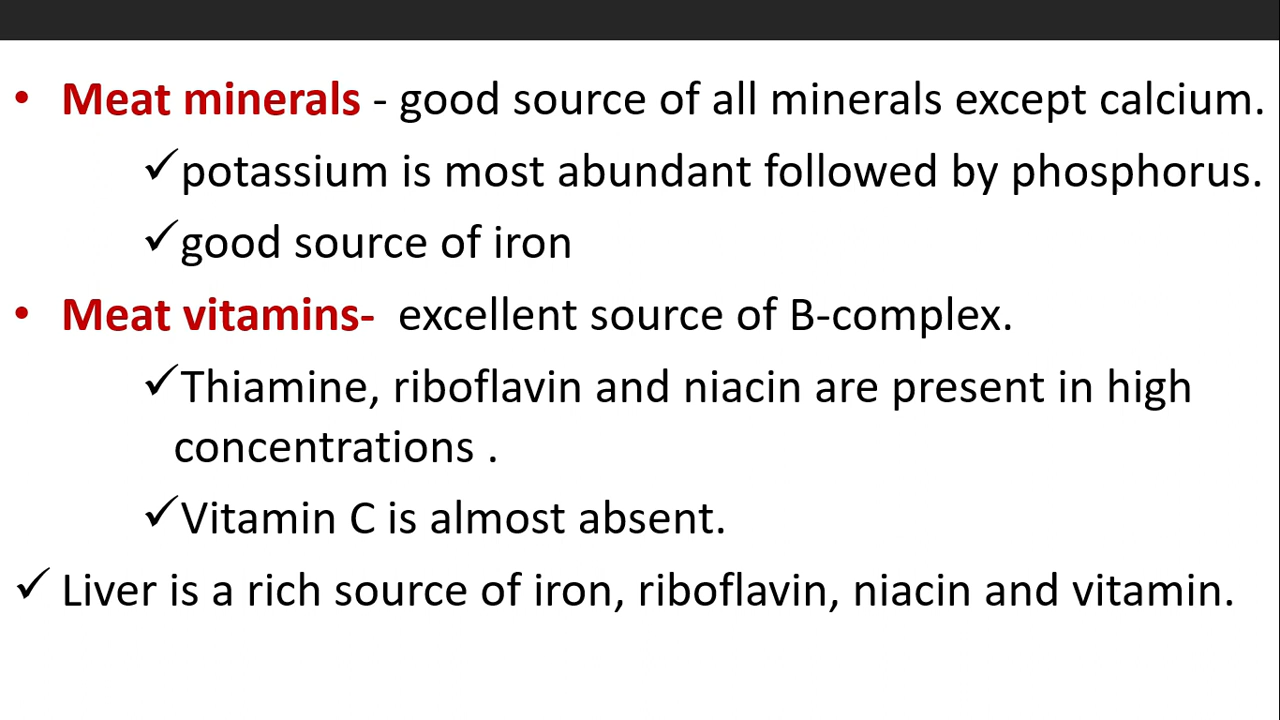 • Meat minerals - good source of all minerals except calcium.
✓potassium is most abundant followed by phosphorus.
✓good source of iron
• Meat vitamins- excellent source of B-complex.
✓Thiamine, riboflavin and niacin are present in high
concentrations .
✓Vitamin C is almost absent.
✓ Liver is a rich source of iron, riboflavin, niacin and vitamin.